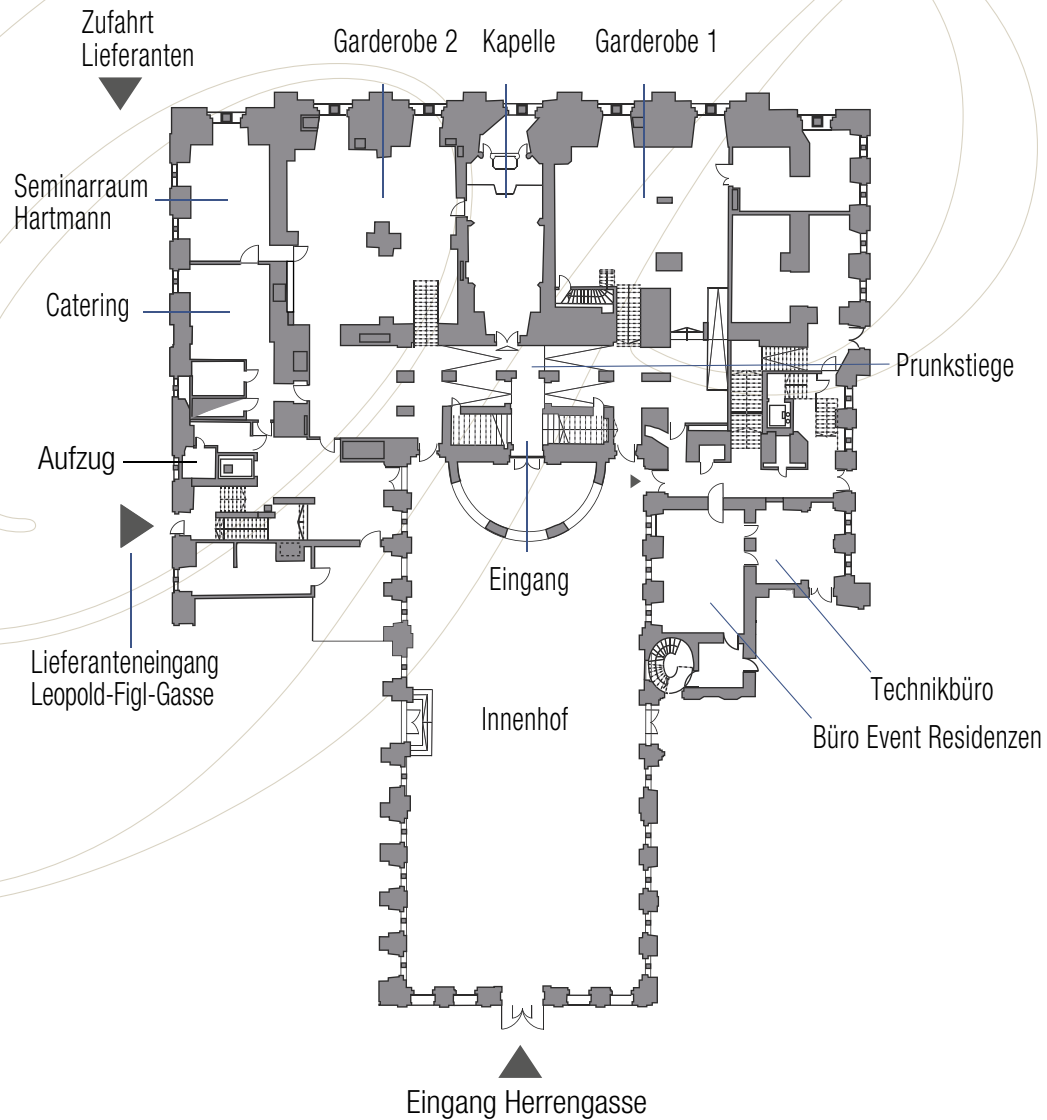 Zufahrt
Lieferanten
Garderobe 2
Kapelle
Garderobe 1
Seminarraum
Hartmann
Catering
Prunkstiege
Aufzug
Eingang
Lieferanteneingang
Leopold-Figl-Gasse
Technikbüro
Innenhof
Büro Event Residenzen
Eingang Herrengasse